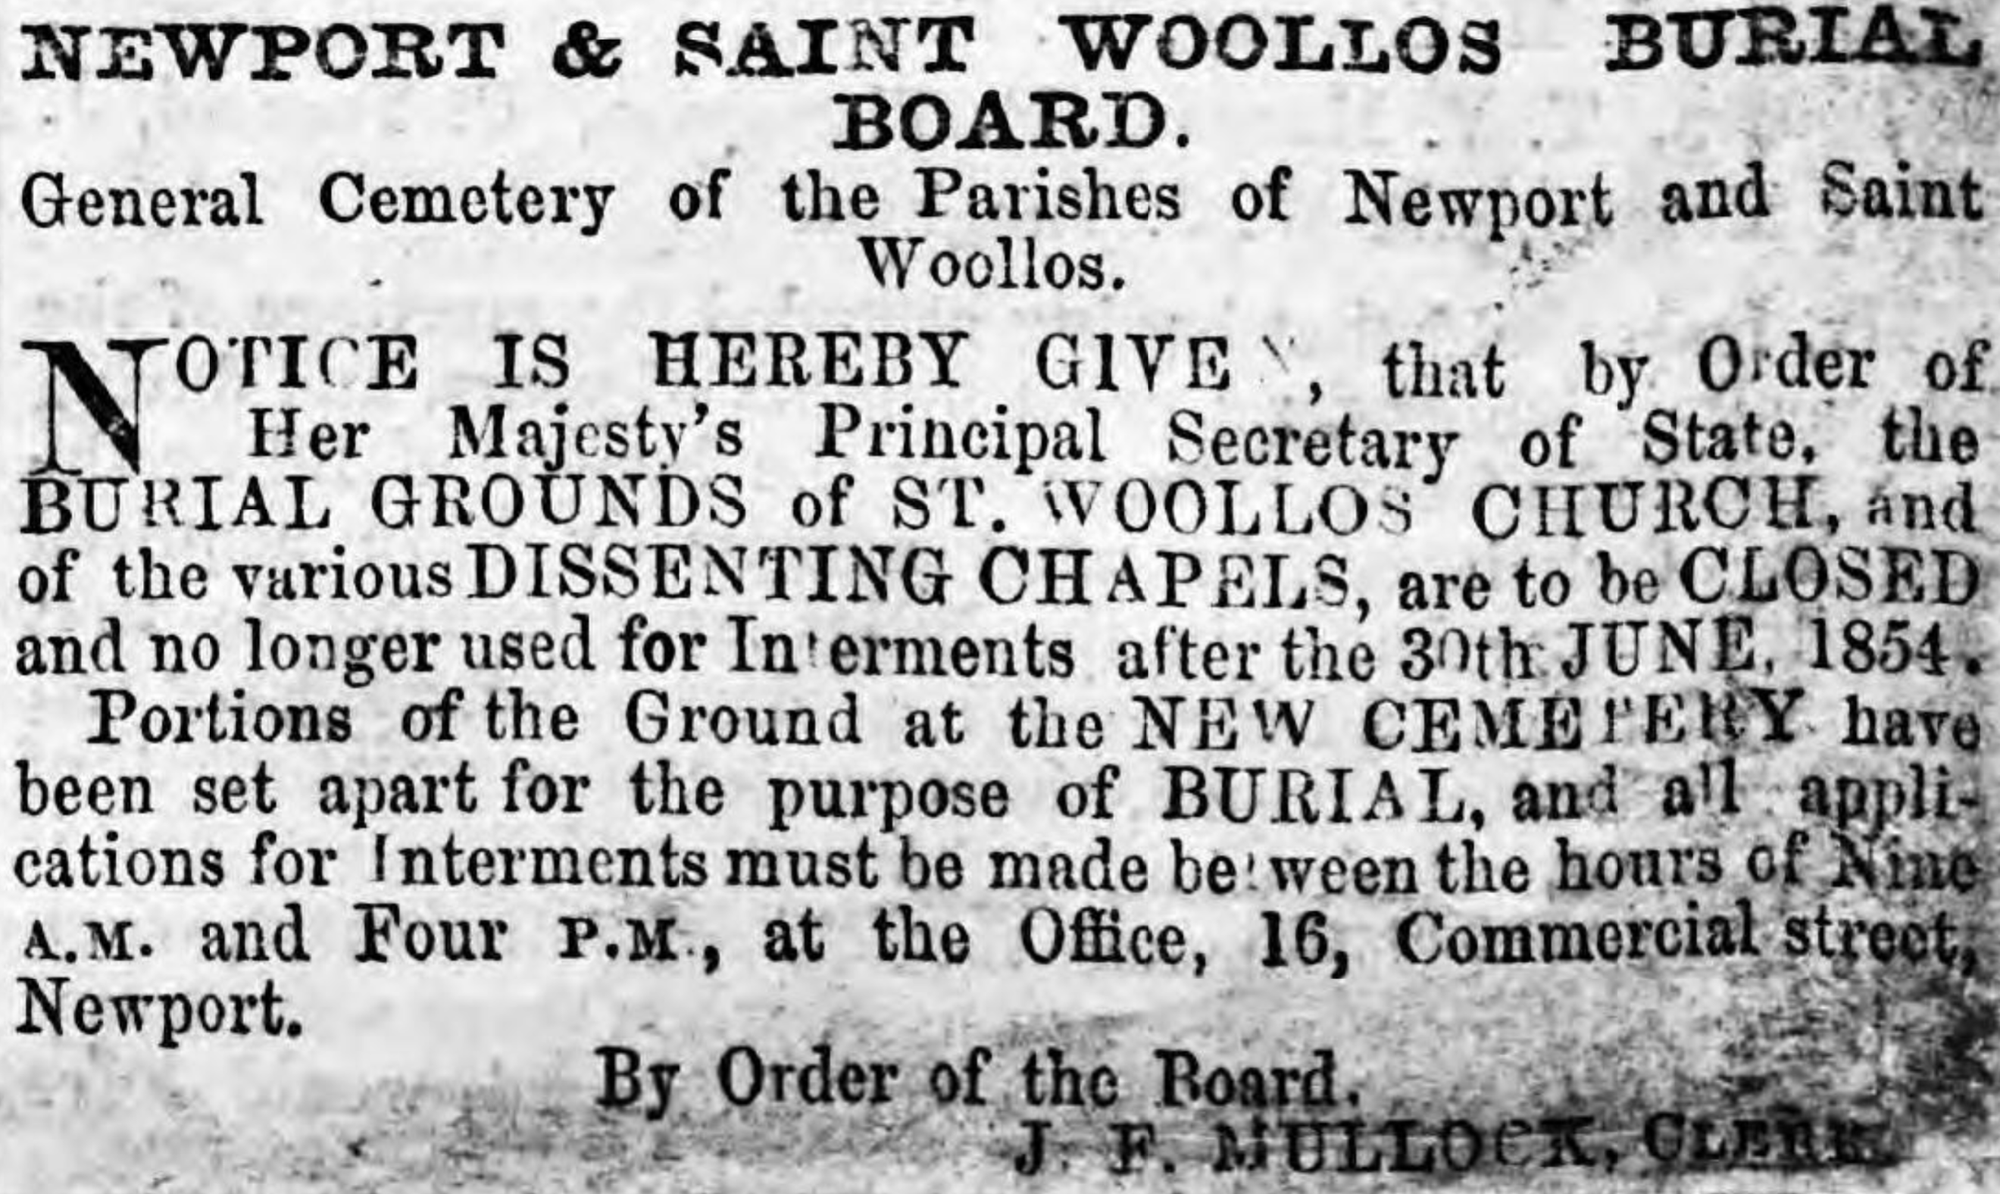 NEWPORT & SAINT WOOLLOS BURIAL
BOARD.
General Cemetery of the Parishes of Newport and Saint
Woollos.
NOTICE IS HEREBY GIVEN, that by Order of
Her Majesty's Principal Secretary of State, the
BURIAL GROUNDS of ST. WOOLLOS CHURCH, and
of the various DISSENTING CHAPELS, are to be CLOSED
and no longer used for Interments after the 30th JUNE, 1854.
Portions of the Ground at the NEW CEMETERY have
been set apart for the purpose of BURIAL, and all appli-
cations for Interments must be made between the hours of Nine
A.M. and Four P.M., at the Office, 16, Commercial street,
Newport.
By Order of the Board.
J. F. MULLOCK, CLERK.